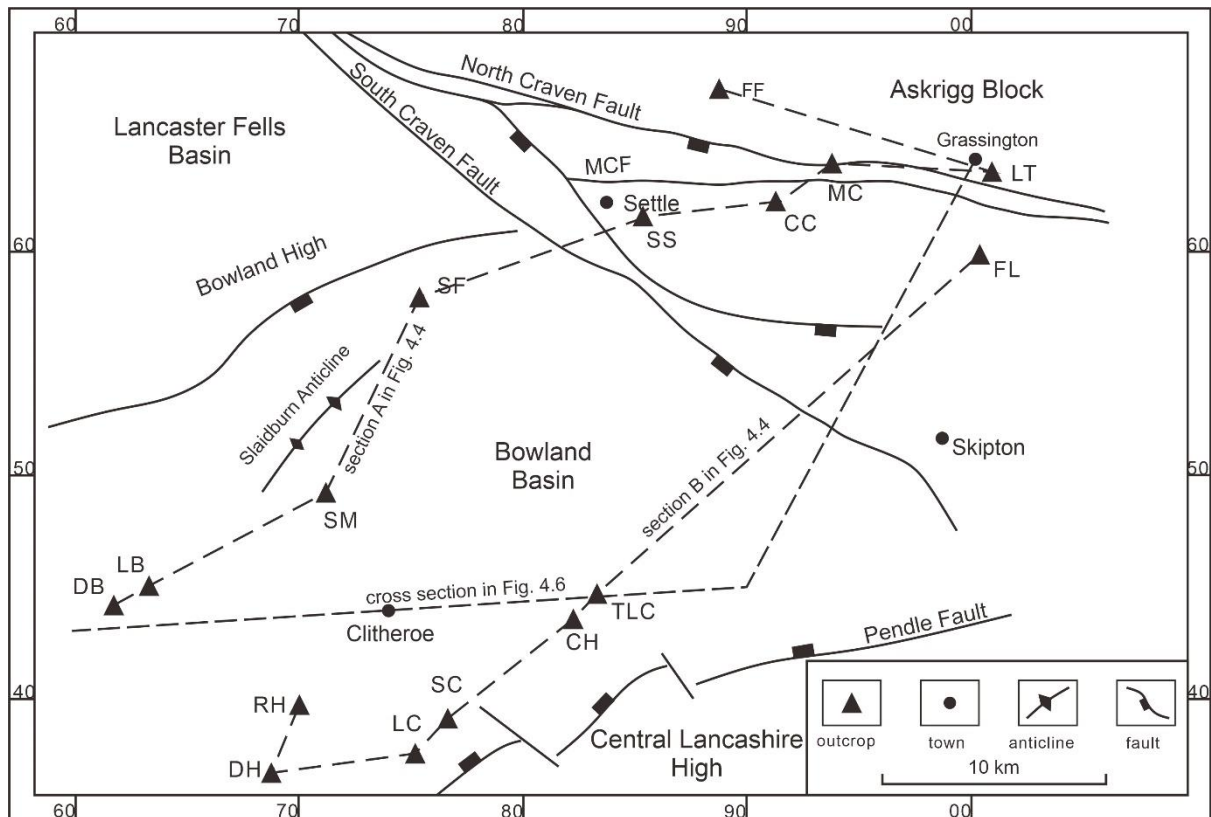 60
70
80
90
00
North Craven Fault
FF
Askrigg Block
South Craven Fault
Lancaster Fells
Basin
Grassington
LT
MCF
MC
Settle
CC
SS
60
60
Bowland High
SF
FL
Slaidburn Anticline
section A in Fig. 4.4
Bowland
Basin
section B in Fig. 4.4
Skipton
50
50
SM
LB
DB
cross section in Fig. 4.6
TLC
Clitheroe
CH
Pendle Fault
40
40
RH
SC
LC
DH
Central Lancashire
High
outcrop
town
anticline
fault
10 km
60
70
80
90
00